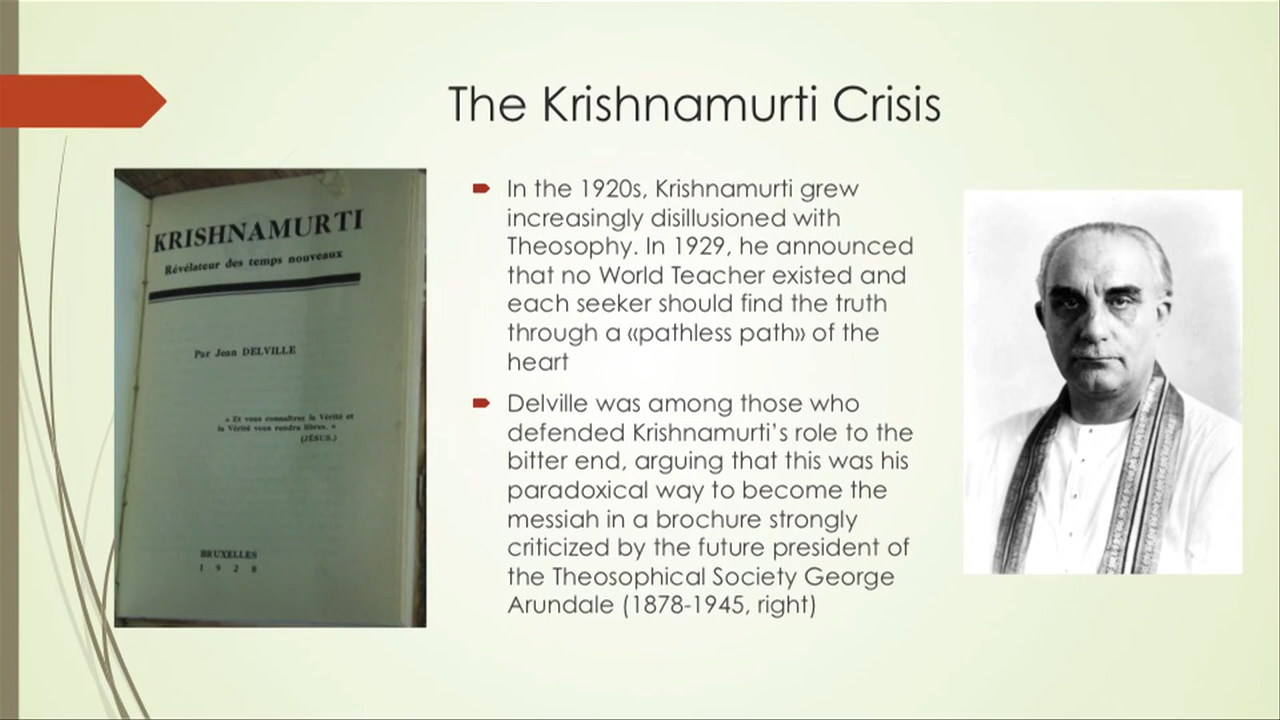 The Krishnamurti Crisis
KRISHNAMURTI
Révélateur des temps nouveaux
Par Jean DELVILLE
« Et vous connaîtrez la Vérité et
la Vérité vous rendra libres. »
(JÉSUS.)
BRUXELLES
1 9 2 8
In the 1920s, Krishnamurti grew
increasingly disillusioned with
Theosophy. In 1929, he announced
that no World Teacher existed and
each seeker should find the truth
through a «pathless path» of the
heart
Delville was among those who
defended Krishnamurti’s role to the
bitter end, arguing that this was his
paradoxical way to become the
messiah in a brochure strongly
criticized by the future president of
the Theosophical Society George
Arundale (1878-1945, right)